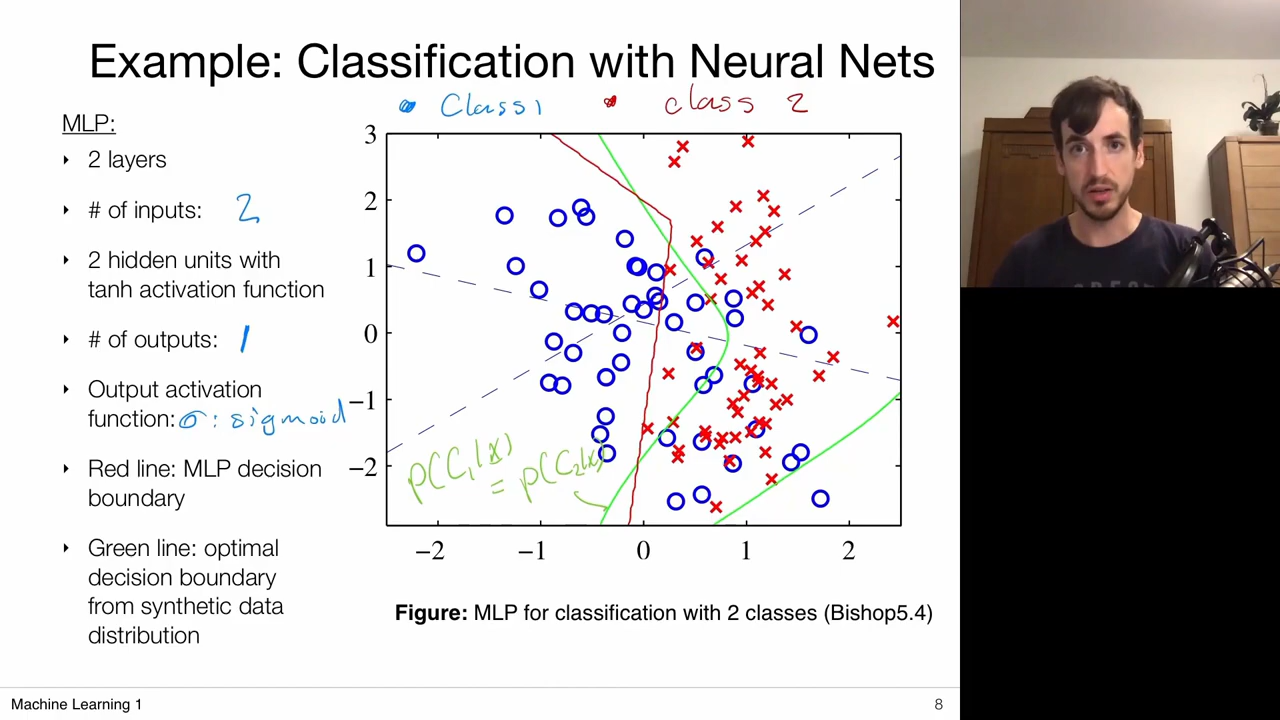 Example: Classification with Neural Nets
Class 1
class 2
MLP:
2 layers
# of inputs: 2
2 hidden units with
tanh activation function
# of outputs: 1
Output activation
function: σ: sigmoid
Red line: MLP decision
boundary
Green line: optimal
decision boundary
from synthetic data
distribution
3
2
1
0
−1
−2
p(C₁|x)
= p(C₂|x)
−2 −1 0 1 2
Figure: MLP for classification with 2 classes (Bishop5.4)
Machine Learning 1
8